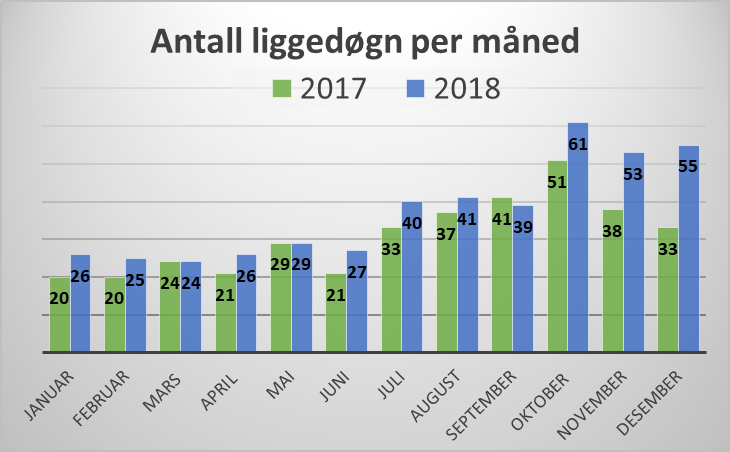 Antall liggedøgn per måned
2017 2018
20 26 20 25 24 24 21 26 29 29 21 27 33 40 37 41 41 39 51 61 38 53 33 55
JANUAR FEBRUAR MARS APRIL MAI JUNI JULI AUGUST SEPTEMBER OKTOBER NOVEMBER DESEMBER